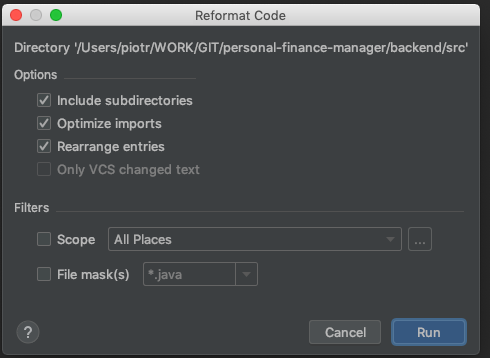 Reformat Code
Directory '/Users/piotr/WORK/GIT/personal-finance-manager/backend/src'
Options
Include subdirectories
Optimize imports
Rearrange entries
Only VCS changed text
Filters
Scope All Places ...
File mask(s) *.java
? Cancel Run